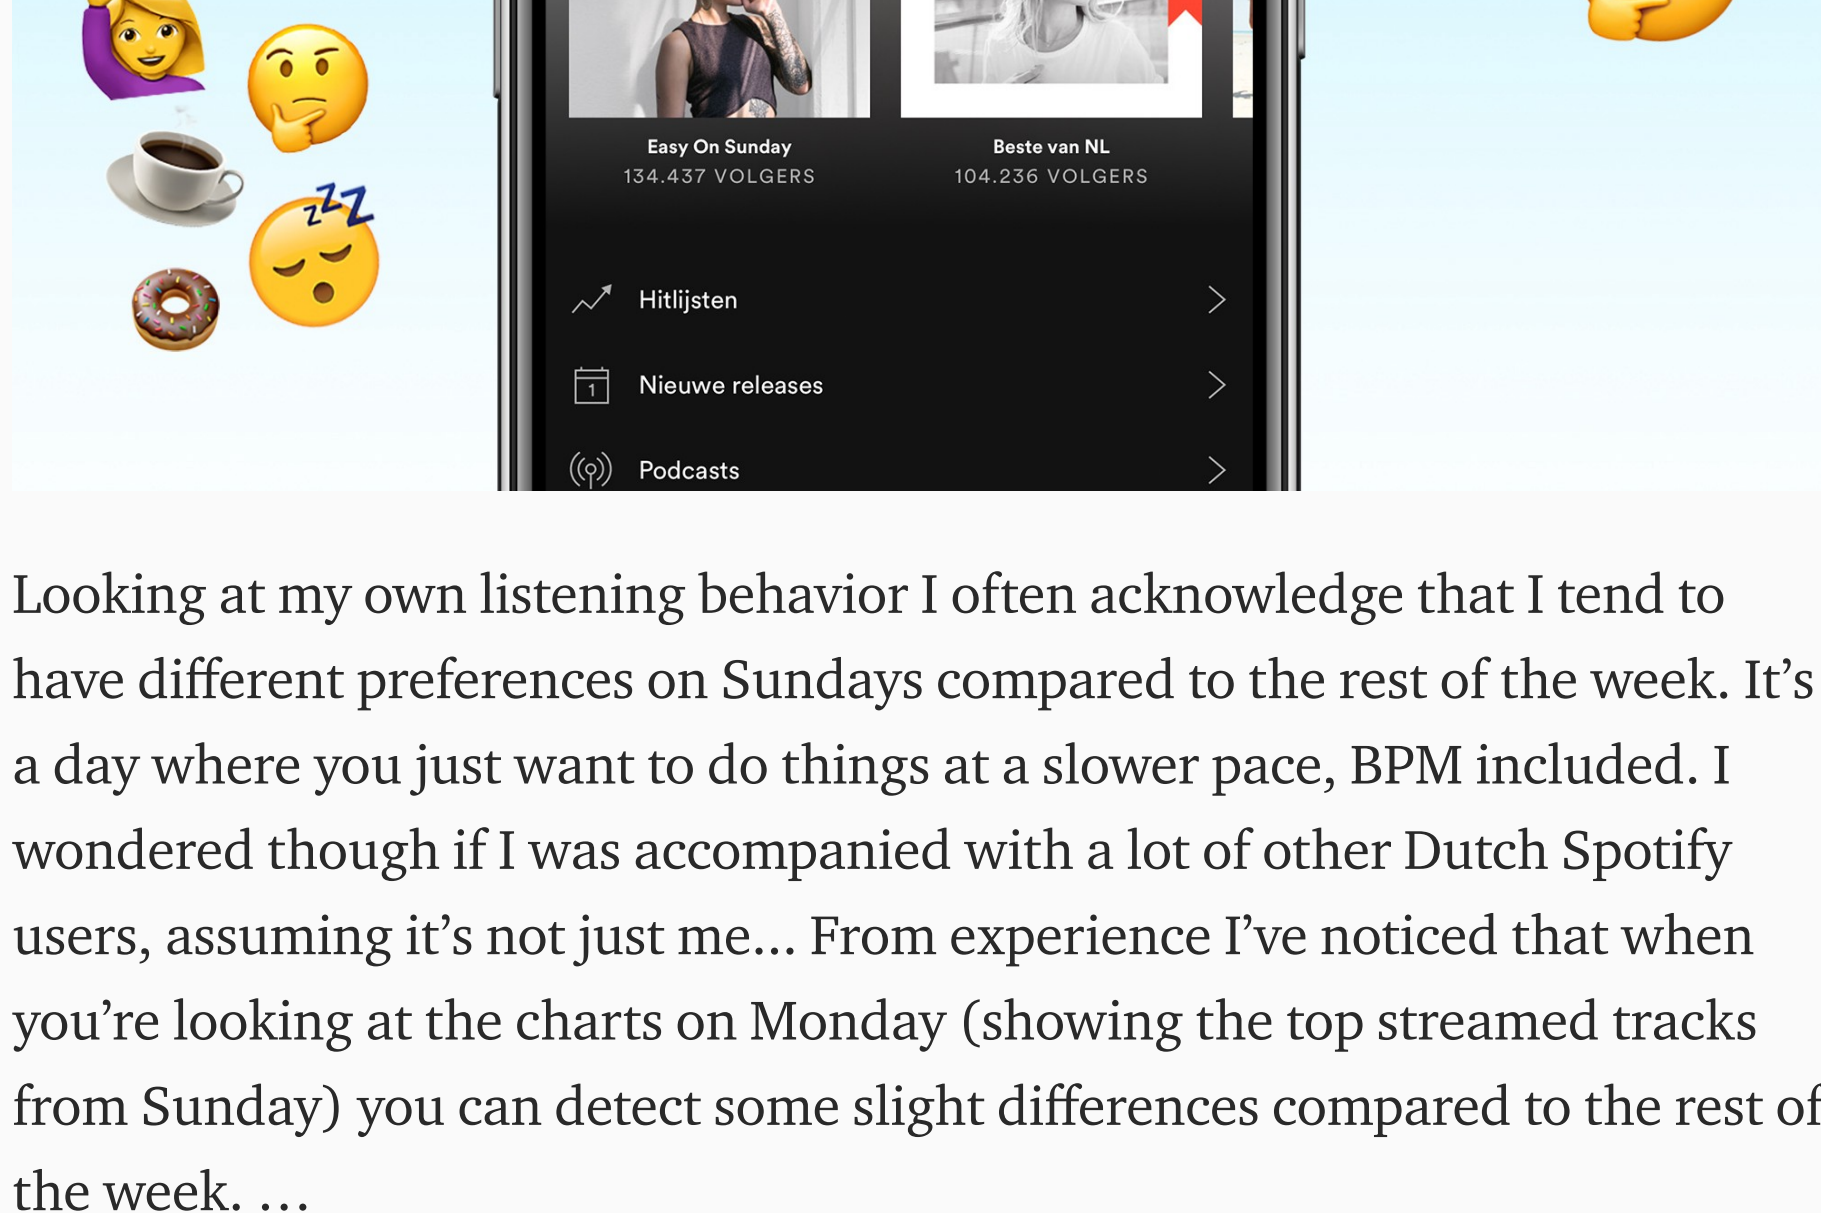 Easy On Sunday
134.437 VOLGERS
Beste van NL
104.236 VOLGERS
Hitlijsten
1
Nieuwe releases
Podcasts
Looking at my own listening behavior I often acknowledge that I tend to
have different preferences on Sundays compared to the rest of the week. It’s
a day where you just want to do things at a slower pace, BPM included. I
wondered though if I was accompanied with a lot of other Dutch Spotify
users, assuming it’s not just me… From experience I’ve noticed that when
you’re looking at the charts on Monday (showing the top streamed tracks
from Sunday) you can detect some slight differences compared to the rest of
the week. …